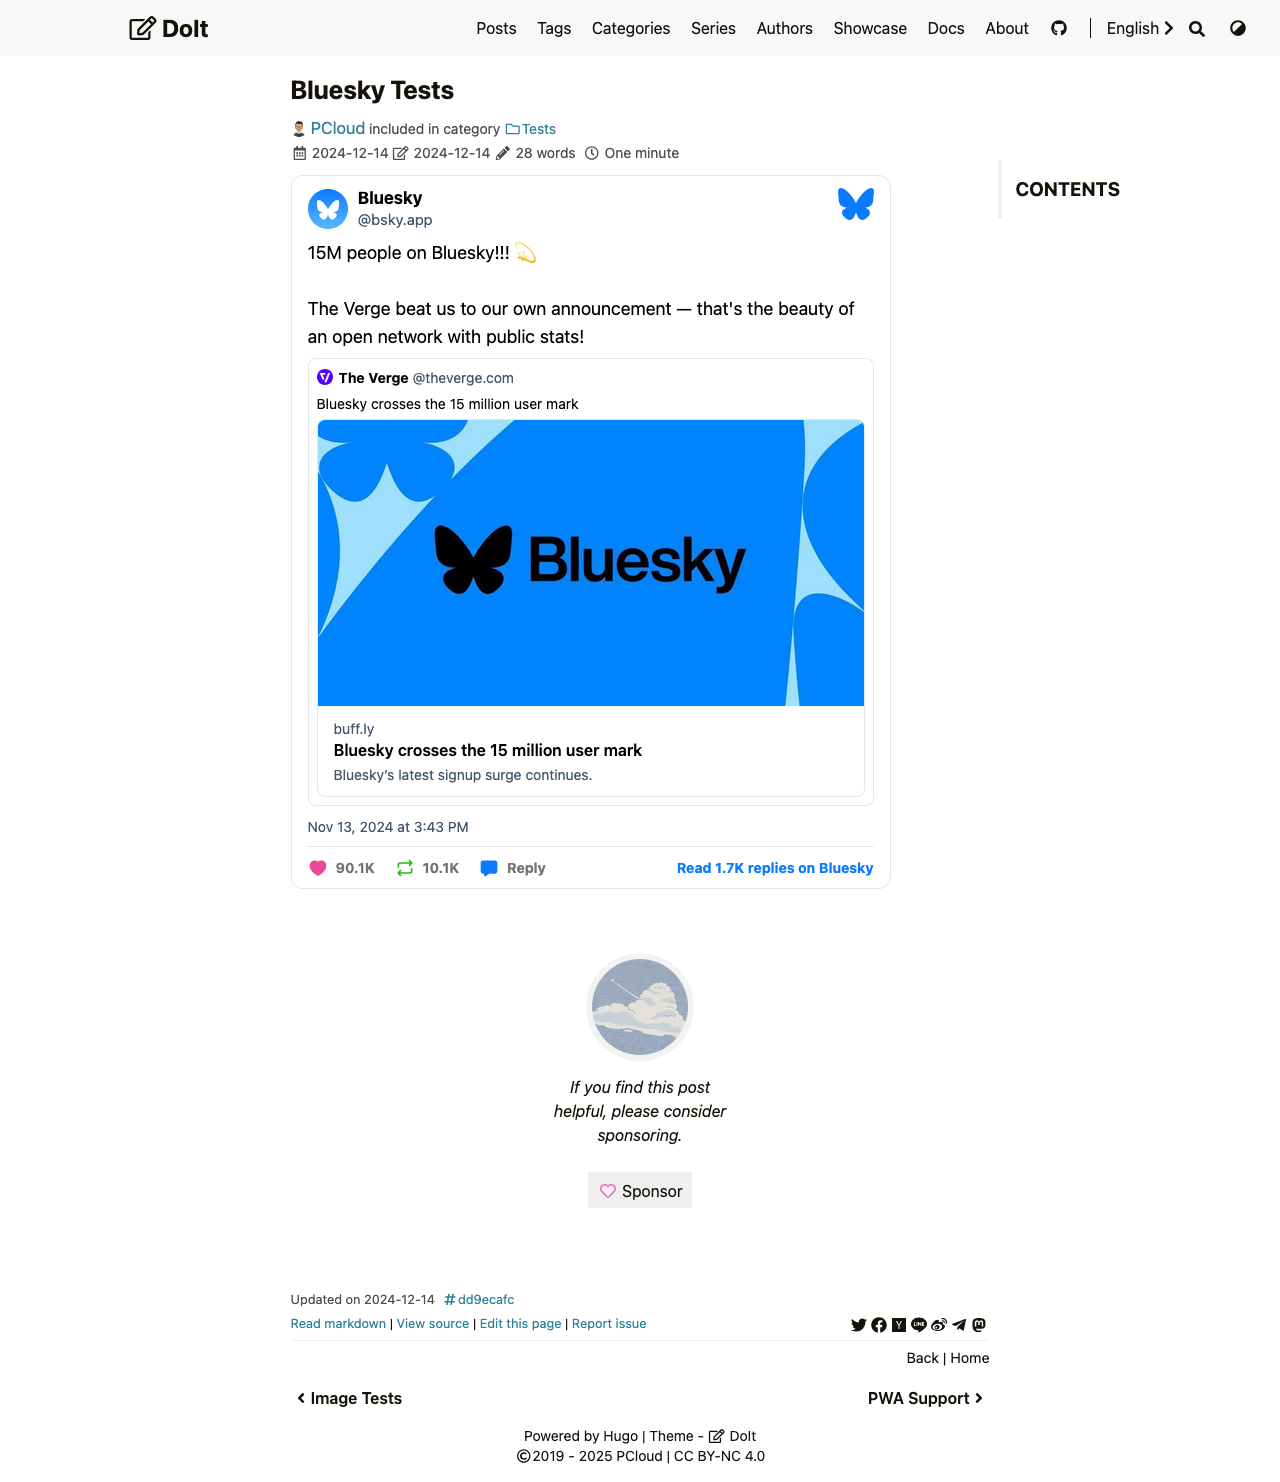 DoIt
Posts Tags Categories Series Authors Showcase Docs About English
Bluesky Tests
PCloud included in category Tests
2024-12-14 2024-12-14 28 words One minute
CONTENTS
Bluesky
@bsky.app
15M people on Bluesky!!! 💫
The Verge beat us to our own announcement — that's the beauty of
an open network with public stats!
The Verge @theverge.com
Bluesky crosses the 15 million user mark
Bluesky
buff.ly
Bluesky crosses the 15 million user mark
Bluesky’s latest signup surge continues.
Nov 13, 2024 at 3:43 PM
90.1K 10.1K Reply Read 1.7K replies on Bluesky
If you find this post
helpful, please consider
sponsoring.
Sponsor
Updated on 2024-12-14 dd9ecafc
Read markdown | View source | Edit this page | Report issue
Back | Home
Image Tests PWA Support
Powered by Hugo | Theme - DoIt
©2019 - 2025 PCloud | CC BY-NC 4.0